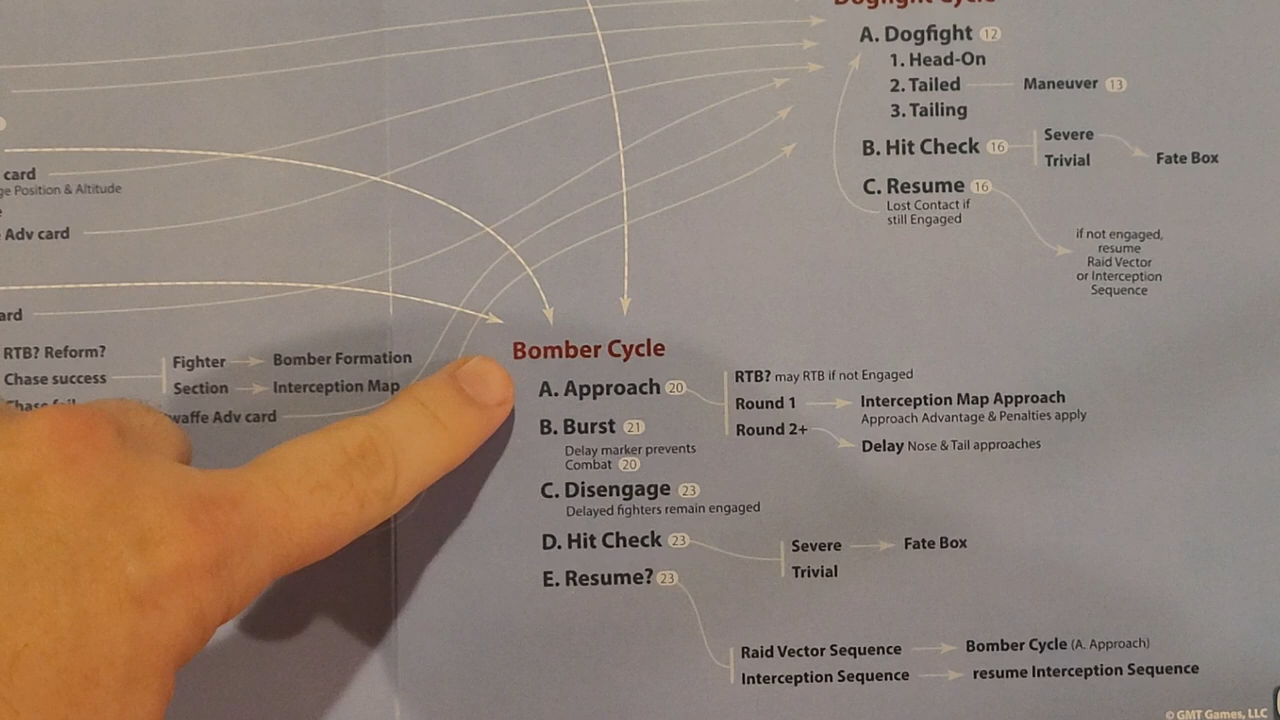 Dogfight Cycle
A. Dogfight 12
1. Head-On
2. Tailed Maneuver 13
3. Tailing
B. Hit Check 16
Severe
Trivial
Fate Box
C. Resume 16
Lost Contact if
still Engaged
if not engaged,
resume
Raid Vector
or Interception
Sequence
card
ge Position & Altitude
Adv card
ard
RTB? Reform?
Chase success
Fighter Bomber Formation
Section Interception Map
Chase fail
waffe Adv card
Bomber Cycle
A. Approach 20
RTB? may RTB if not Engaged
Round 1 Interception Map Approach
Approach Advantage & Penalties apply
Round 2+
Delay Nose & Tail approaches
B. Burst 21
Delay marker prevents
Combat 20
C. Disengage 23
Delayed fighters remain engaged
D. Hit Check 23
Severe Fate Box
Trivial
E. Resume? 23
Raid Vector Sequence Bomber Cycle (A. Approach)
Interception Sequence resume Interception Sequence
© GMT Games, LLC